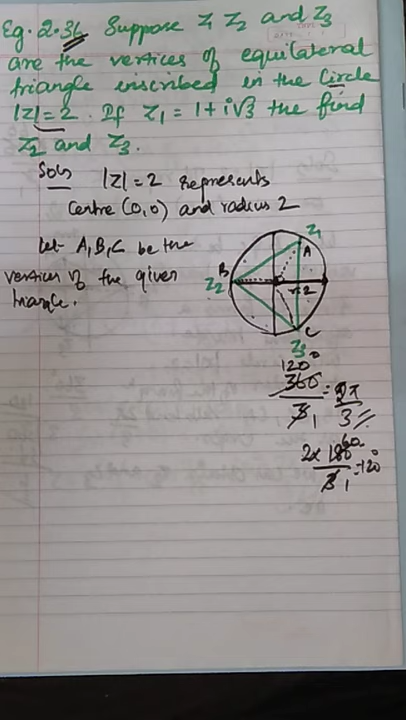 Eg. 2.36 Suppose Z1 Z2 and Z3
are the vertices of equilateral
triangle inscribed in the Circle
|Z|=2. If Z1 = 1+i√3 the find
Z2 and Z3.
Soln |Z|=2 represents
Centre (0,0) and radius 2
Let A,B,C be the
vertices of the given
triangle.
Z1
A
B
Z2
r=2
C
Z3
120°
360/3 1 = 2π/3
2x180 60/3 1 =120°